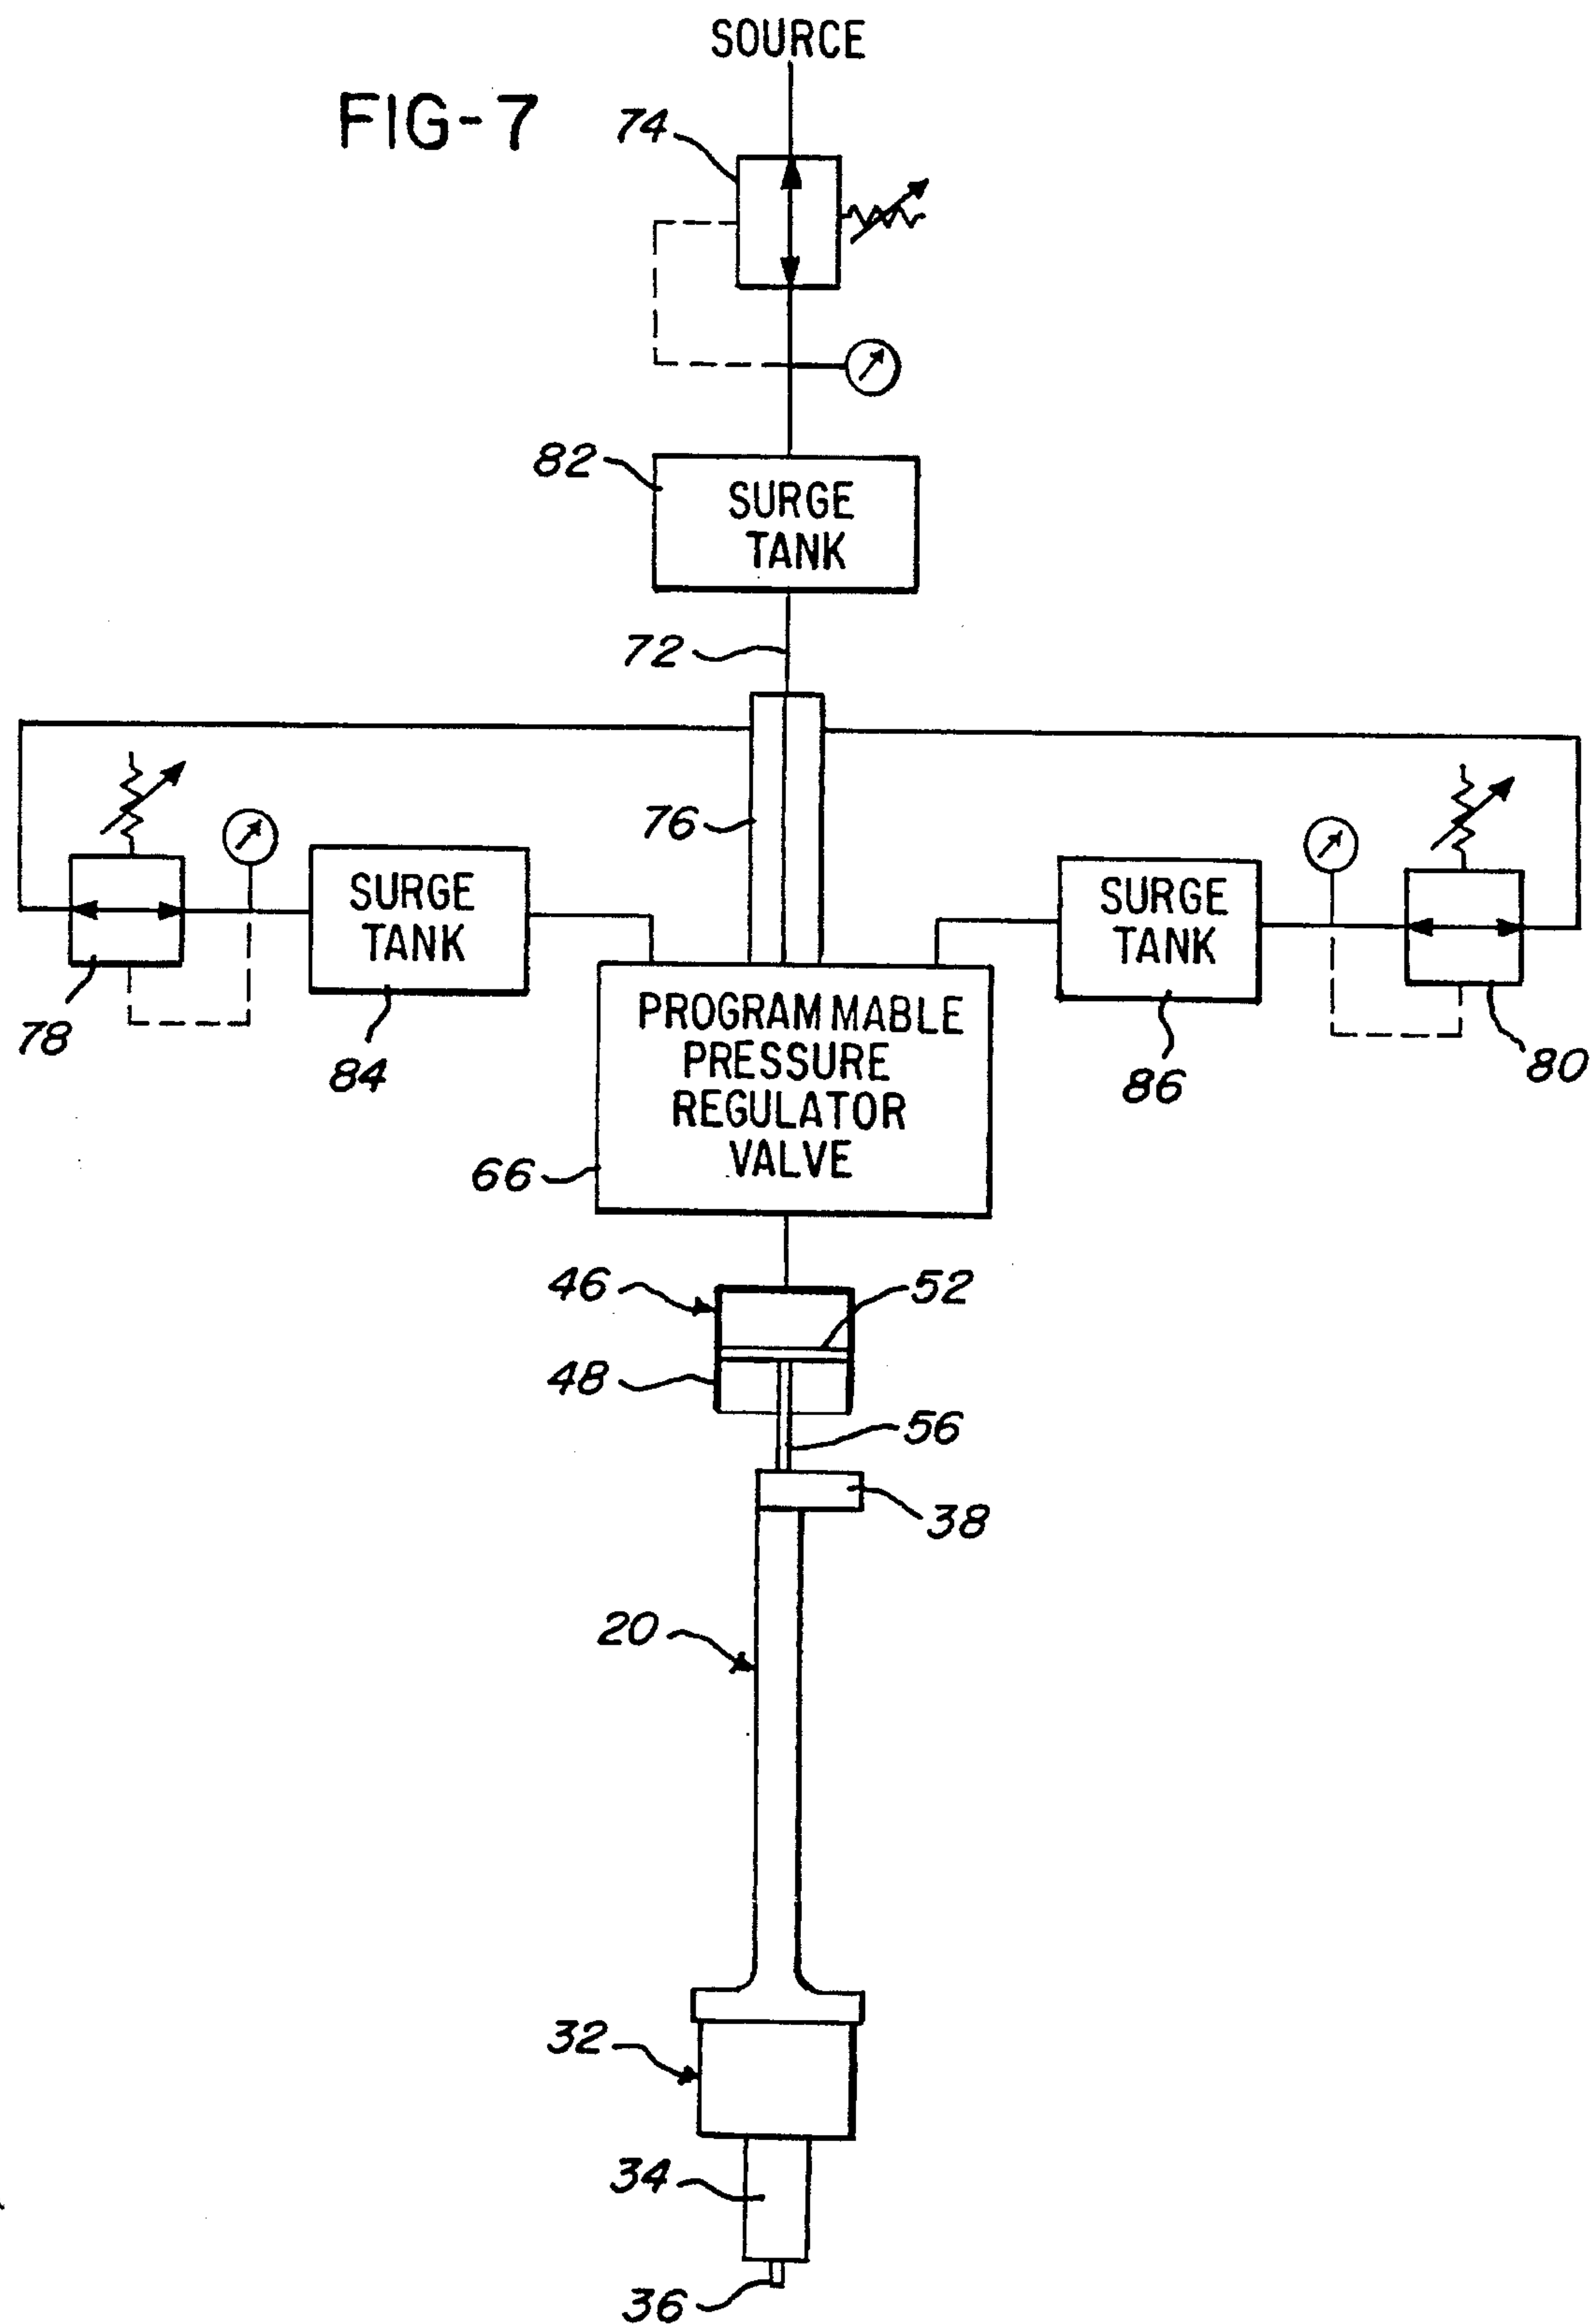 SOURCE
FIG-7
74
82
SURGE
TANK
72
76
SURGE
TANK
SURGE
TANK
78
84
PROGRAMMABLE
PRESSURE
REGULATOR
VALVE
86
80
66
46
52
48
56
38
20
32
34
36